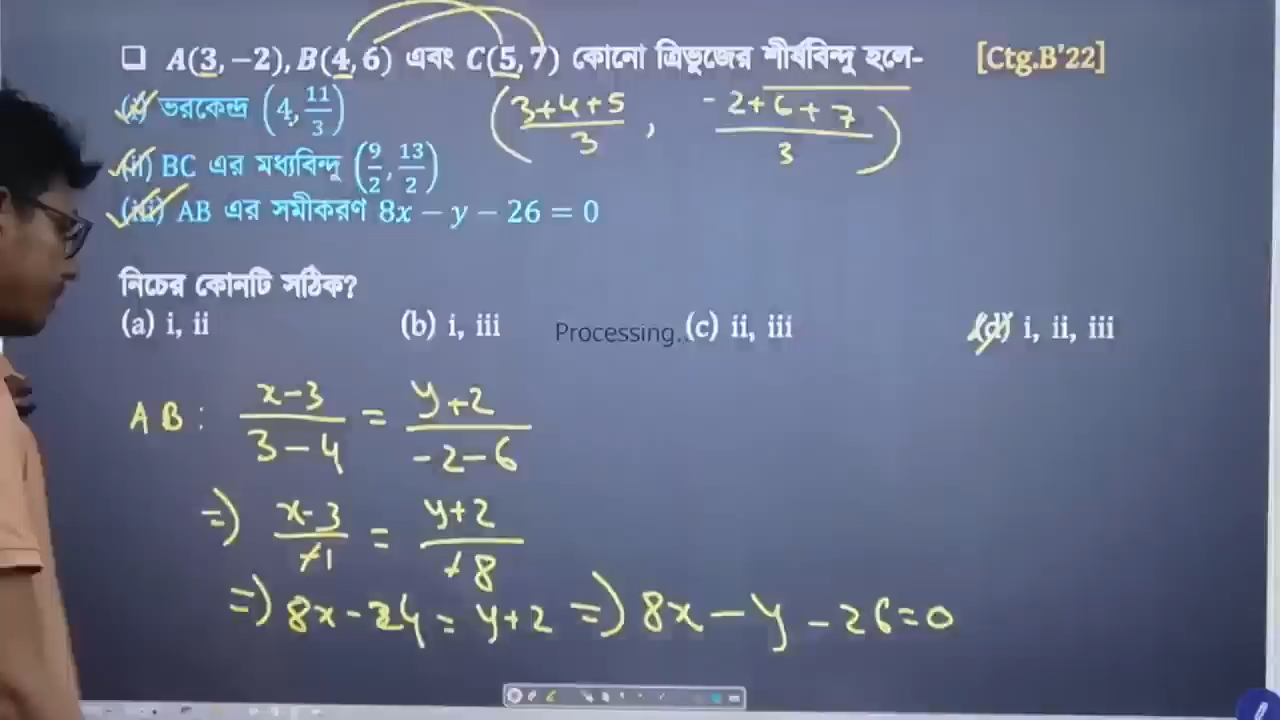 ❑ A(3, −2), B(4, 6) এবং C(5, 7) কোনো ত্রিভুজের শীর্ষবিন্দু হলে- [Ctg.B'22]
(i) ভরকেন্দ্র (4, 11/3) (3+4+5/3 , -2+6+7/3)
(ii) BC এর মধ্যবিন্দু (9/2, 13/2)
(iii) AB এর সমীকরণ 8x − y − 26 = 0
নিচের কোনটি সঠিক?
(a) i, ii (b) i, iii Processing.. (c) ii, iii (d) i, ii, iii
AB: x-3/3-4 = y+2/-2-6
=) x-3/-1 = y+2/-8
=) 8x-24 = y+2 =) 8x-y-26=0